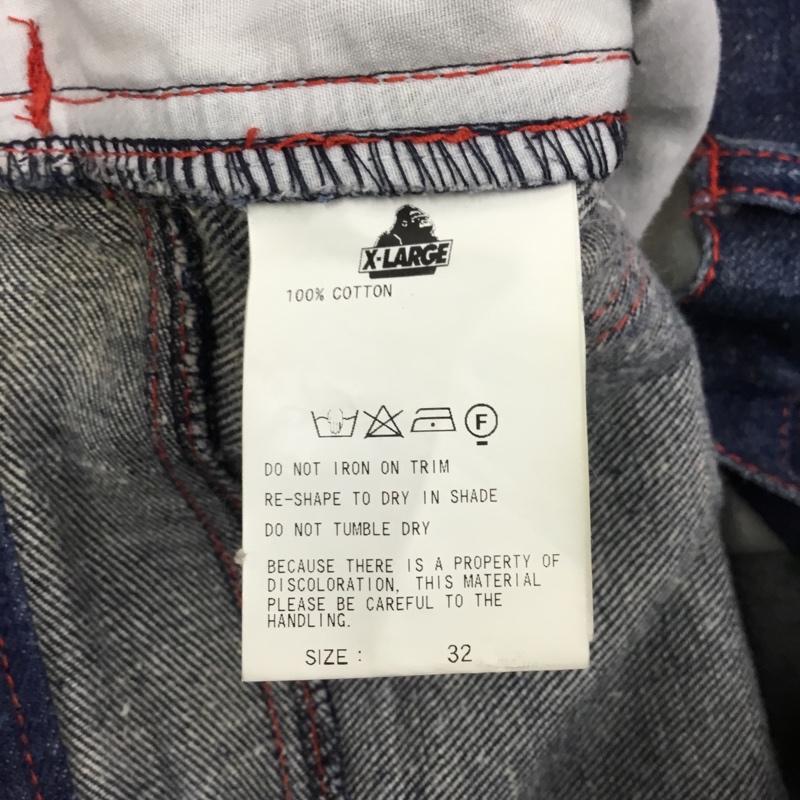 X-LARGE
100% COTTON
F
DO NOT IRON ON TRIM
RE-SHAPE TO DRY IN SHADE
DO NOT TUMBLE DRY
BECAUSE THERE IS A PROPERTY OF
DISCOLORATION, THIS MATERIAL
PLEASE BE CAREFUL TO THE
HANDLING.
SIZE : 32